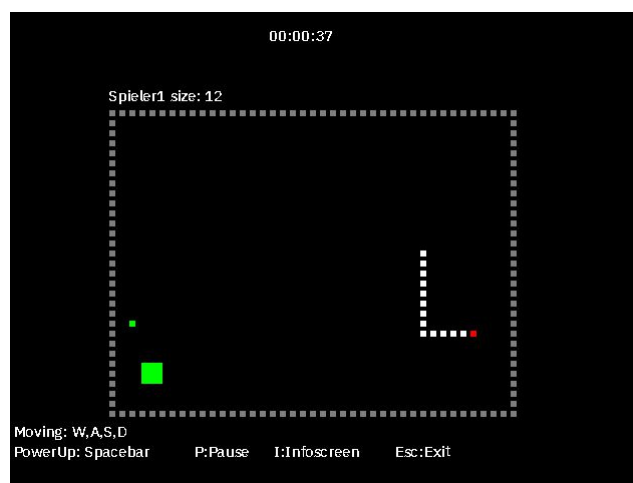 00:00:37
Spieler1 size: 12
Moving: W,A,S,D
PowerUp: Spacebar P:Pause I:Infoscreen Esc:Exit